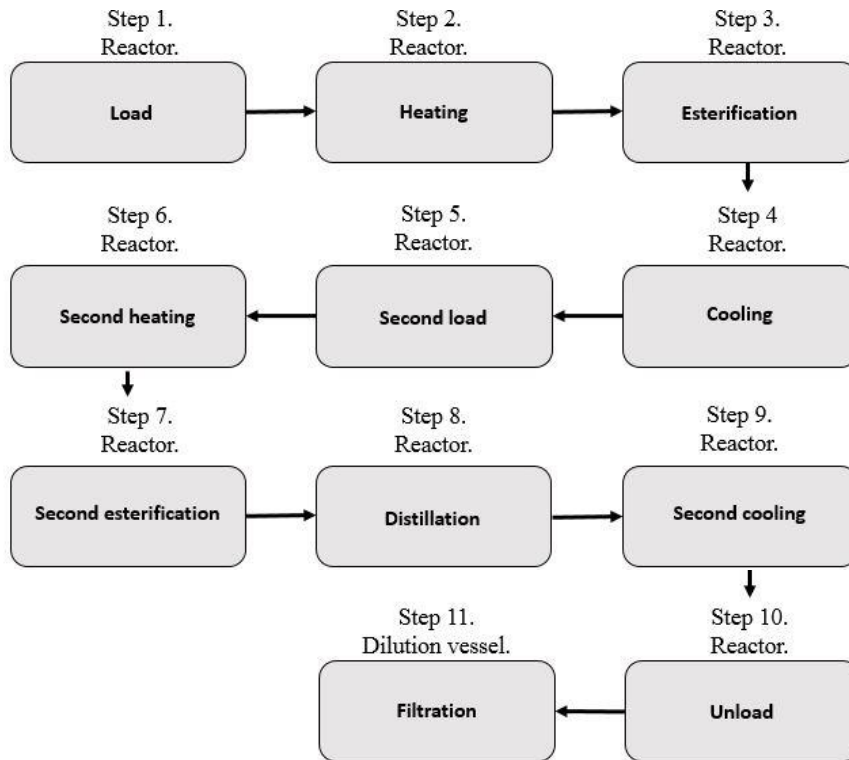 Step 1.
Reactor.
Load
Step 2.
Reactor.
Heating
Step 3.
Reactor.
Esterification
Step 4
Reactor.
Cooling
Step 5.
Reactor.
Second load
Step 6.
Reactor.
Second heating
Step 7.
Reactor.
Second esterification
Step 8.
Reactor.
Distillation
Step 9.
Reactor.
Second cooling
Step 10.
Reactor.
Unload
Step 11.
Dilution vessel.
Filtration